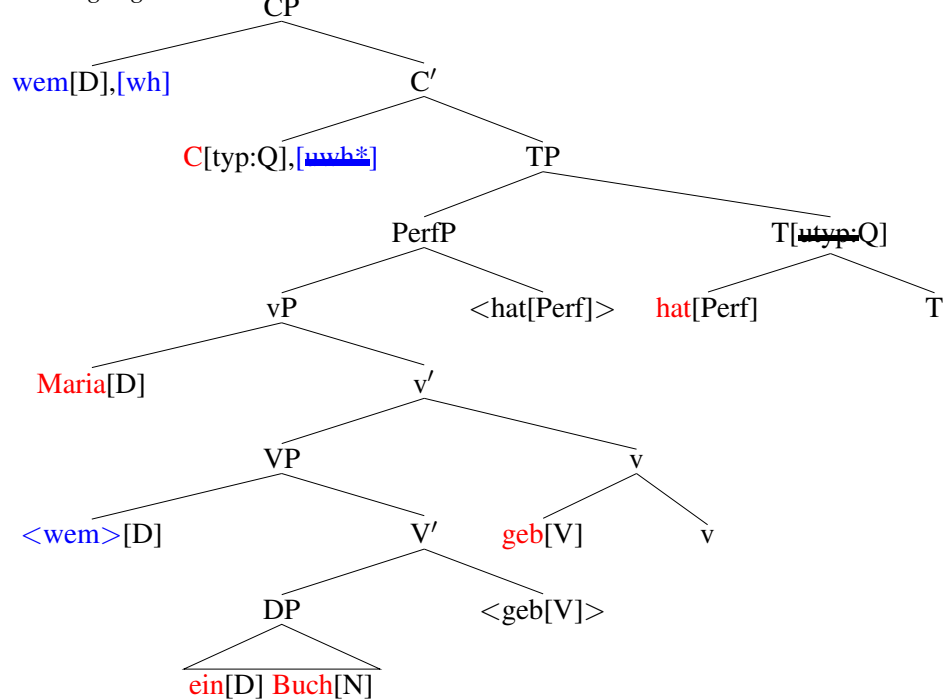 CP
wem[D],[wh] C′
C[typ:Q],[uwh*] TP
PerfP T[utyp:Q]
vP <hat[Perf]> hat[Perf] T
Maria[D] v′
VP v
<wem>[D] V′ geb[V] v
DP <geb[V]>
ein[D] Buch[N]